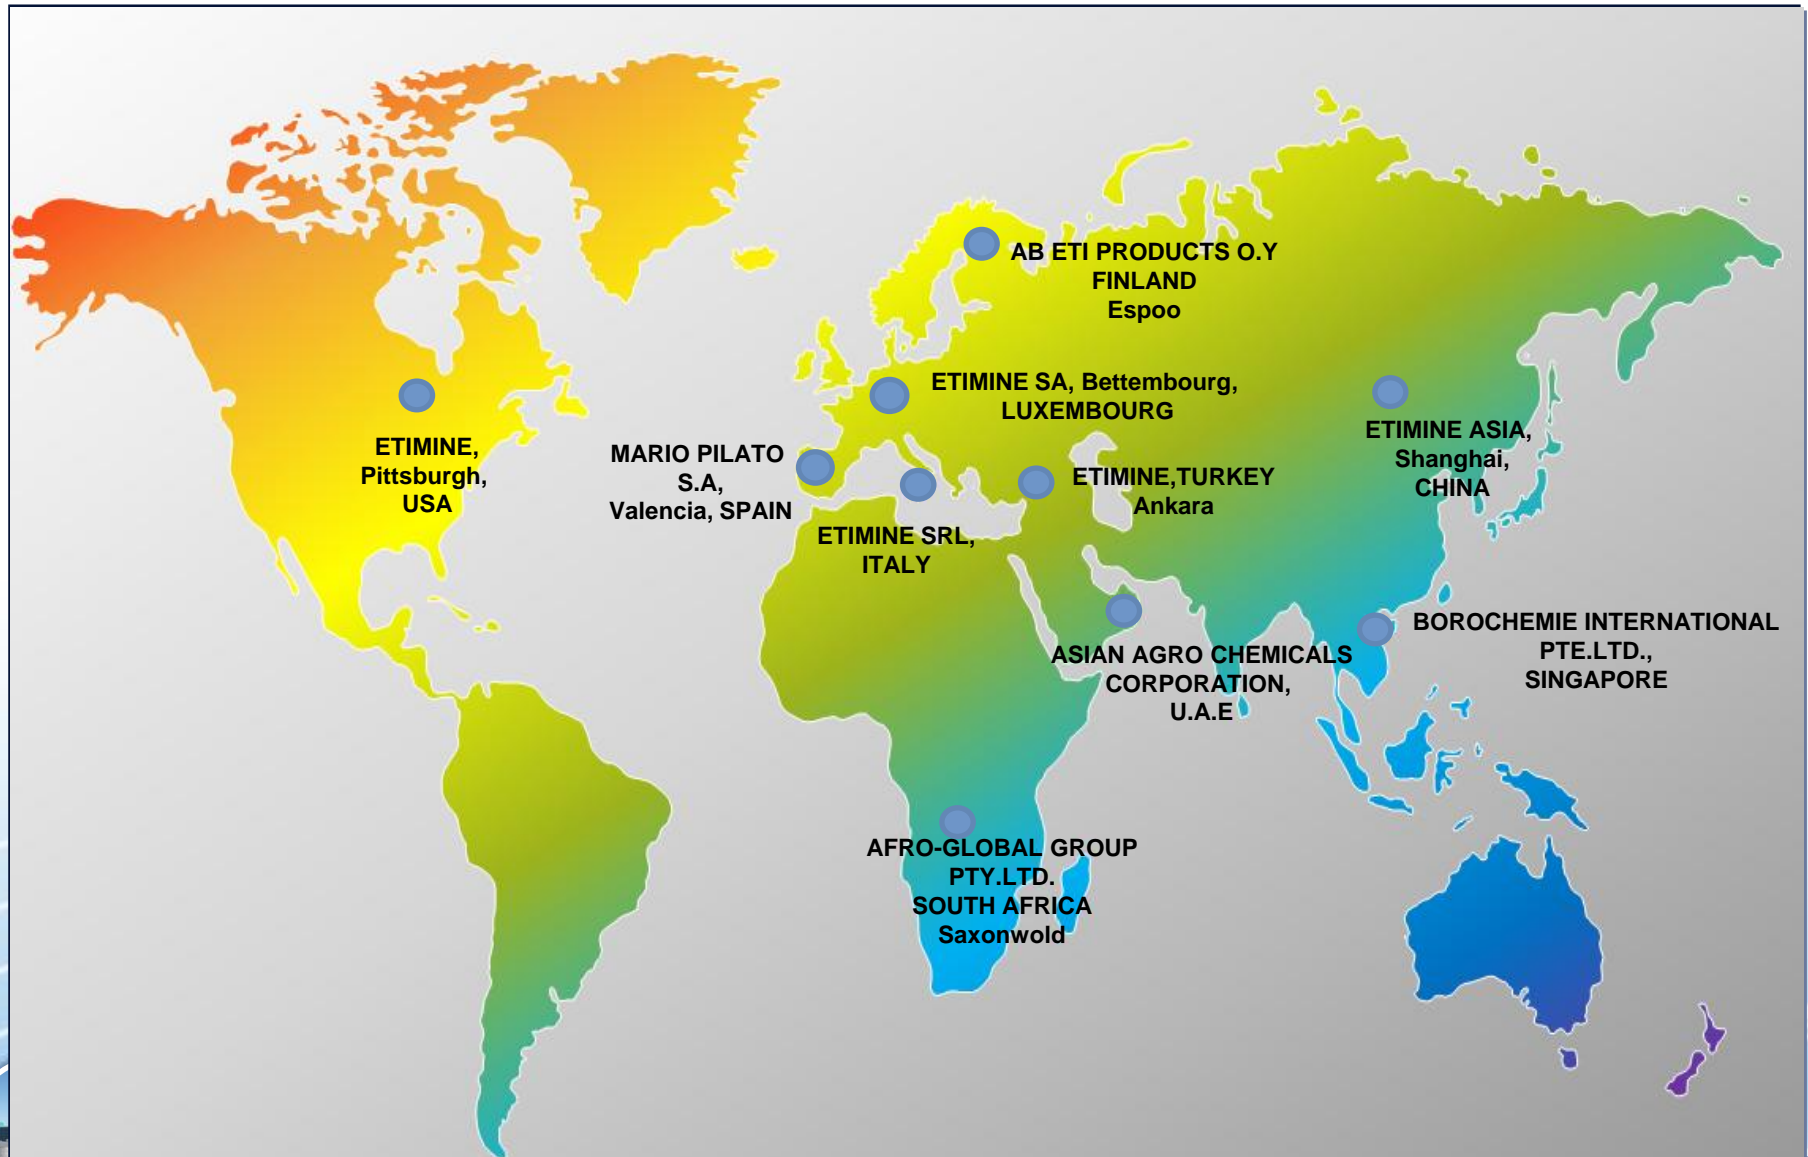 AB ETI PRODUCTS O.Y
FINLAND
Espoo
ETIMINE SA, Bettembourg,
LUXEMBOURG
ETIMINE,
Pittsburgh,
USA
MARIO PILATO
S.A,
Valencia, SPAIN
ETIMINE SRL,
ITALY
ETIMINE,TURKEY
Ankara
ETIMINE ASIA,
Shanghai,
CHINA
ASIAN AGRO CHEMICALS
CORPORATION,
U.A.E
BOROCHEMIE INTERNATIONAL
PTE.LTD.,
SINGAPORE
AFRO-GLOBAL GROUP
PTY.LTD.
SOUTH AFRICA
Saxonwold